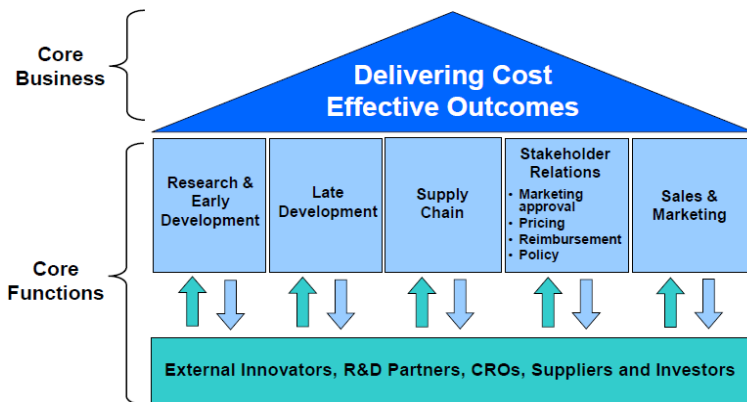 Core
Business
Delivering Cost
Effective Outcomes
Core
Functions
Research &
Early
Development
Late
Development
Supply
Chain
Stakeholder
Relations
• Marketing
approval
• Pricing
• Reimbursement
• Policy
Sales &
Marketing
External Innovators, R&D Partners, CROs, Suppliers and Investors